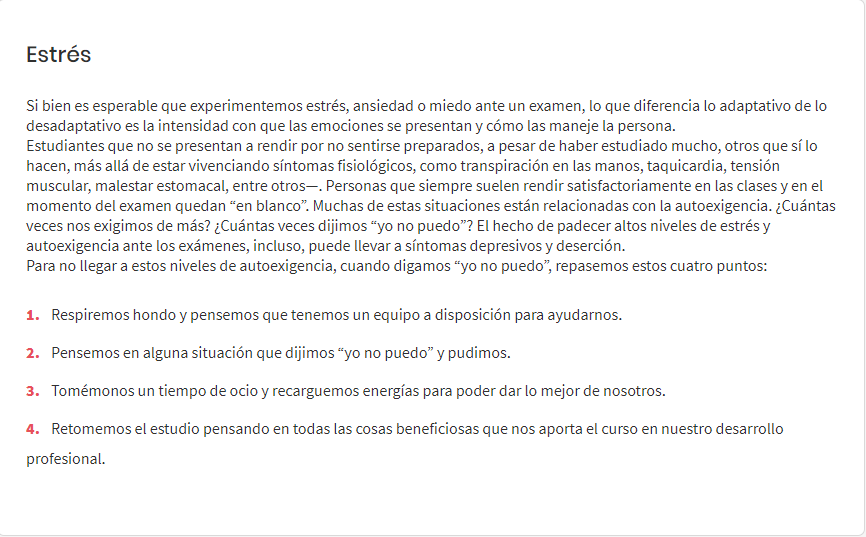 Estrés
Si bien es esperable que experimentemos estrés, ansiedad o miedo ante un examen, lo que diferencia lo adaptativo de lo
desadaptativo es la intensidad con que las emociones se presentan y cómo las maneje la persona.
Estudiantes que no se presentan a rendir por no sentirse preparados, a pesar de haber estudiado mucho, otros que sí lo
hacen, más allá de estar vivenciando síntomas fisiológicos, como transpiración en las manos, taquicardia, tensión
muscular, malestar estomacal, entre otros—. Personas que siempre suelen rendir satisfactoriamente en las clases y en el
momento del examen quedan “en blanco”. Muchas de estas situaciones están relacionadas con la autoexigencia. ¿Cuántas
veces nos exigimos de más? ¿Cuántas veces dijimos “yo no puedo”? El hecho de padecer altos niveles de estrés y
autoexigencia ante los exámenes, incluso, puede llevar a síntomas depresivos y deserción.
Para no llegar a estos niveles de autoexigencia, cuando digamos “yo no puedo”, repasemos estos cuatro puntos:
1. Respiremos hondo y pensemos que tenemos un equipo a disposición para ayudarnos.
2. Pensemos en alguna situación que dijimos “yo no puedo” y pudimos.
3. Tomémonos un tiempo de ocio y recarguemos energías para poder dar lo mejor de nosotros.
4. Retomemos el estudio pensando en todas las cosas beneficiosas que nos aporta el curso en nuestro desarrollo
profesional.